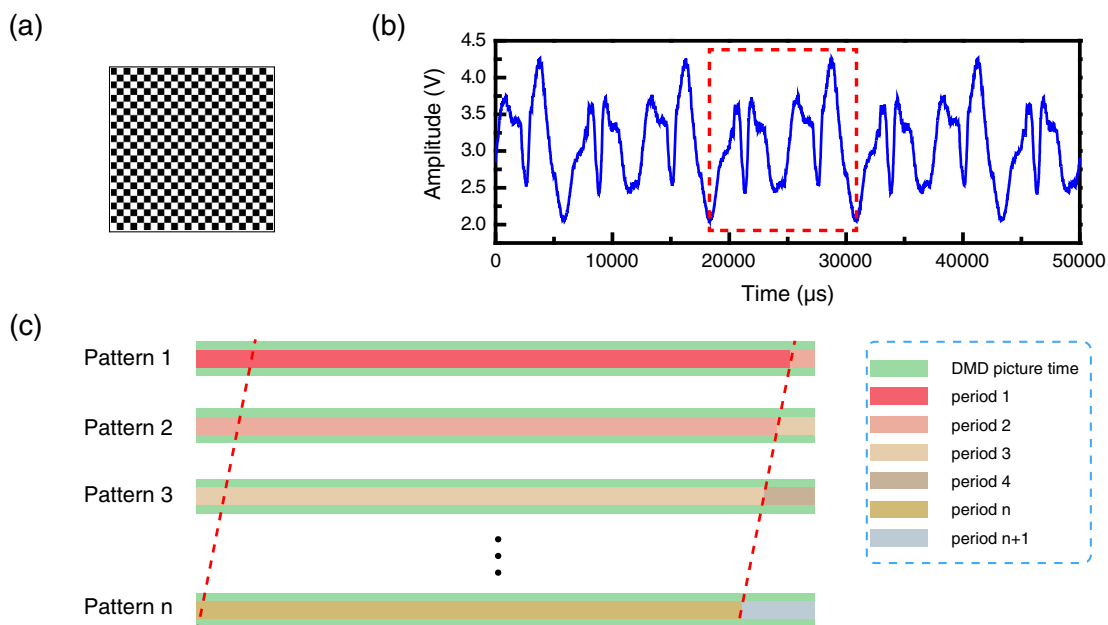 (a)
(b)
4.5
4.0
3.5
3.0
2.5
2.0
Amplitude (V)
0 10000 20000 30000 40000 50000
Time (μs)
(c)
Pattern 1
Pattern 2
Pattern 3
Pattern n
DMD picture time
period 1
period 2
period 3
period 4
period n
period n+1